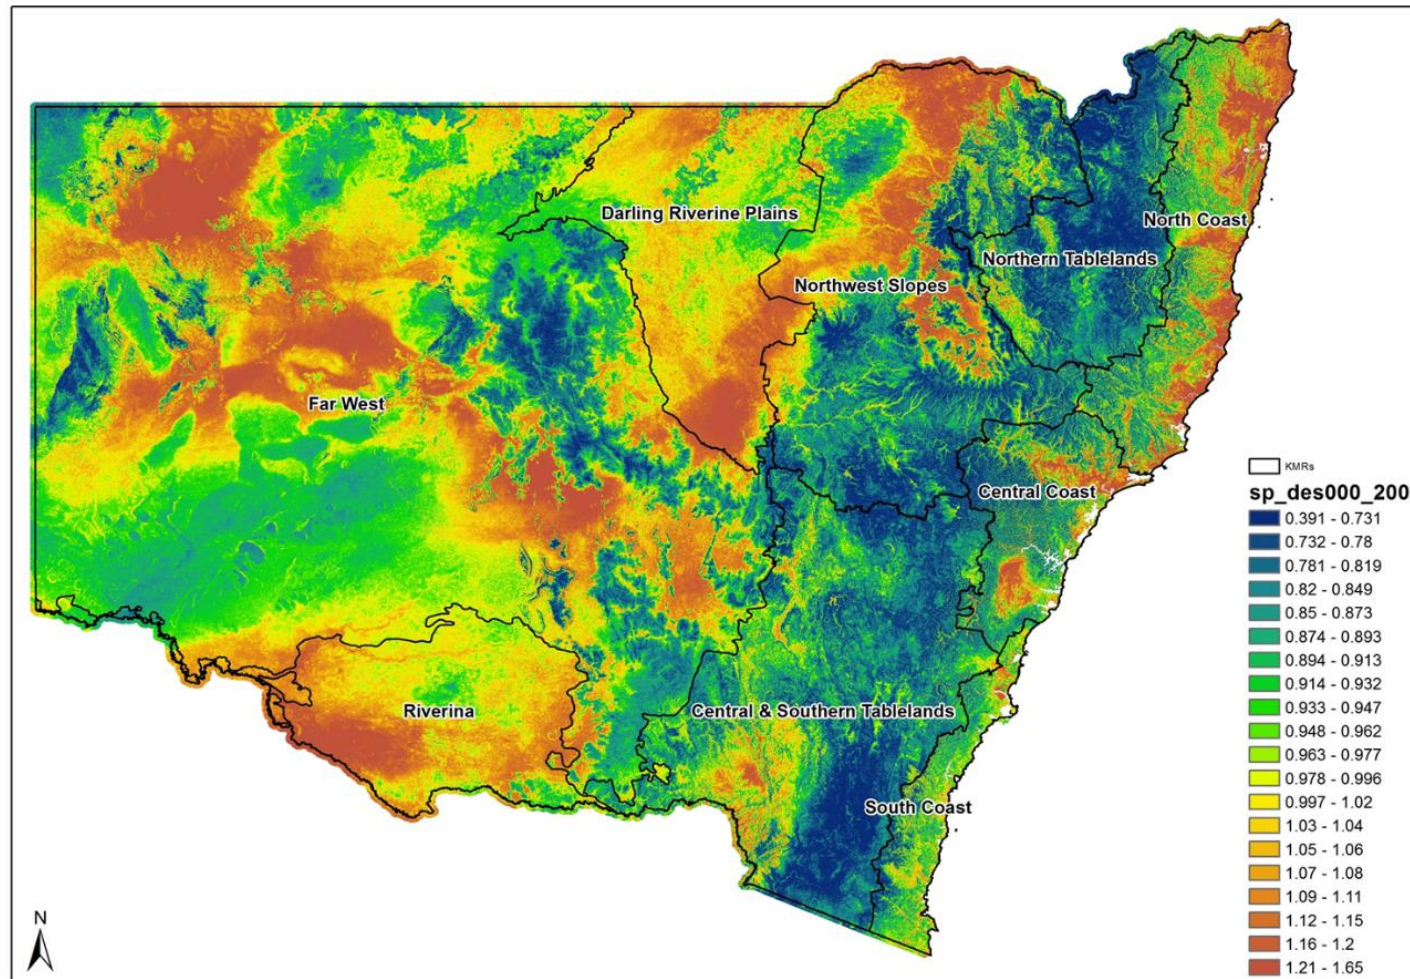 Darling Riverine Plains
North Coast
Northern Tablelands
Northwest Slopes
Far West
Central Coast
Riverina
Central & Southern Tablelands
South Coast
N
KMRs
sp_des000_200
0.391 - 0.731
0.732 - 0.78
0.781 - 0.819
0.82 - 0.849
0.85 - 0.873
0.874 - 0.893
0.894 - 0.913
0.914 - 0.932
0.933 - 0.947
0.948 - 0.962
0.963 - 0.977
0.978 - 0.996
0.997 - 1.02
1.03 - 1.04
1.05 - 1.06
1.07 - 1.08
1.09 - 1.11
1.12 - 1.15
1.16 - 1.2
1.21 - 1.65